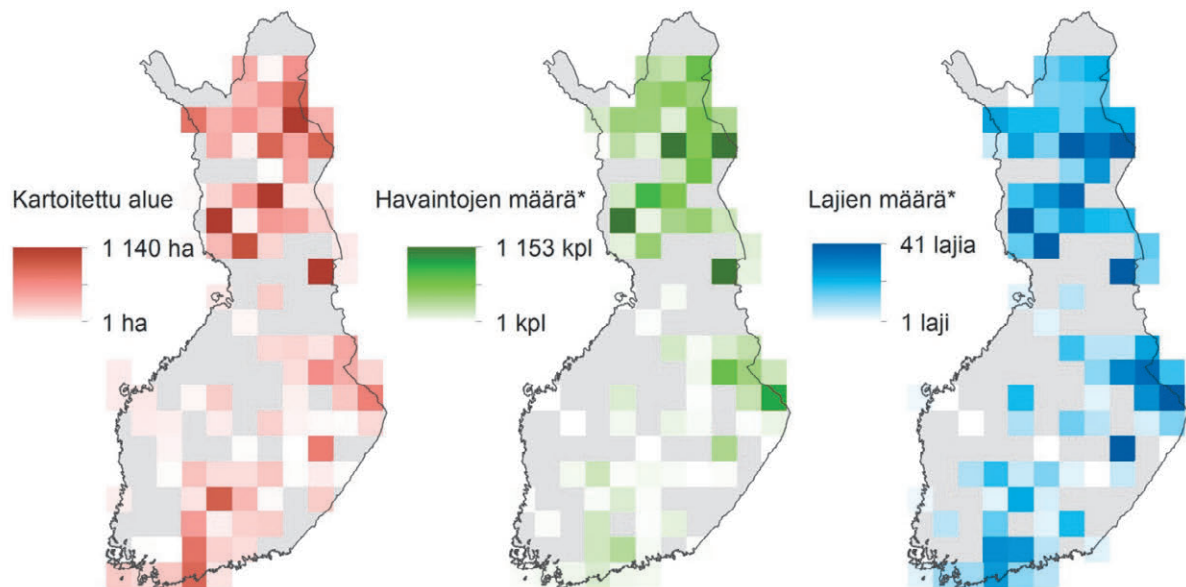 Kartoitettu alue
1 140 ha
1 ha
Havaintojen määrä*
1 153 kpl
1 kpl
Lajien määrä*
41 lajia
1 laji